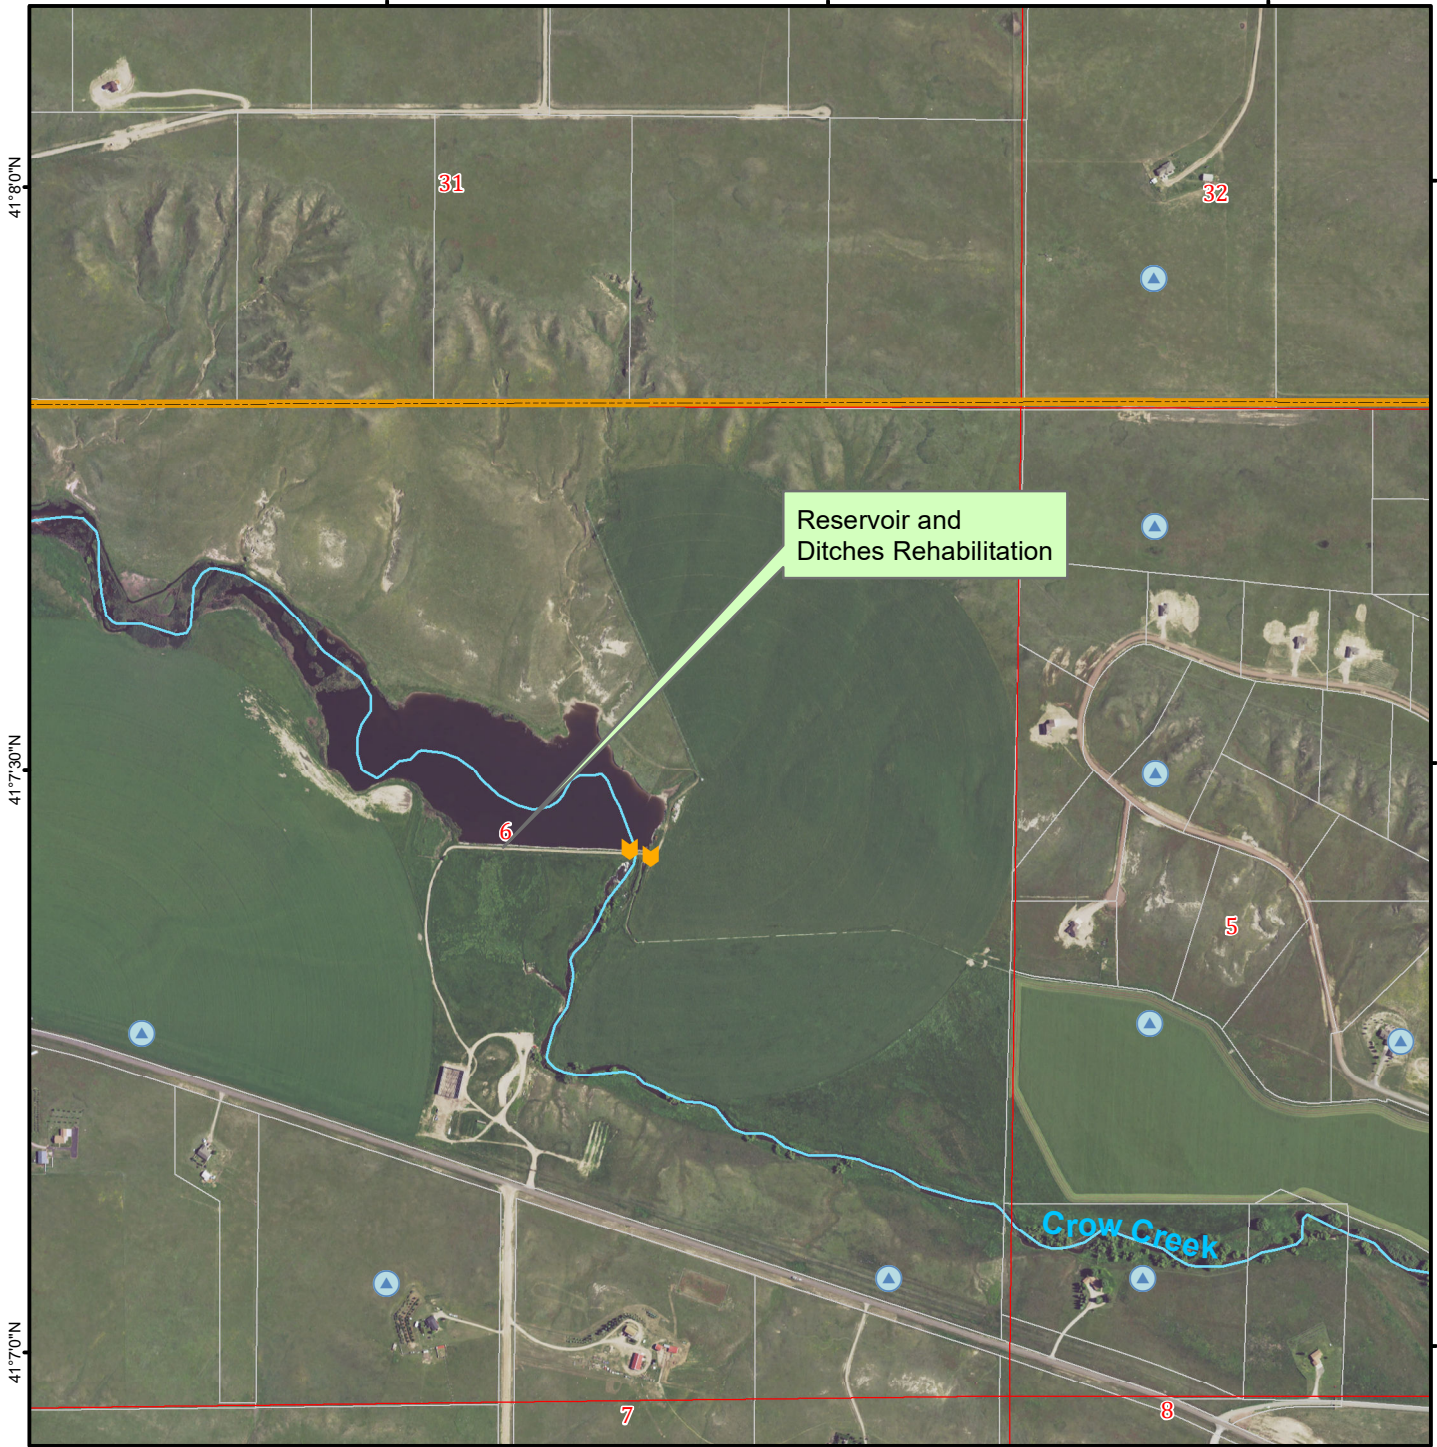 41°8'0"N
31
32
Reservoir and
Ditches Rehabilitation
41°7'30"N
6
5
Crow Creek
41°7'0"N
7
8